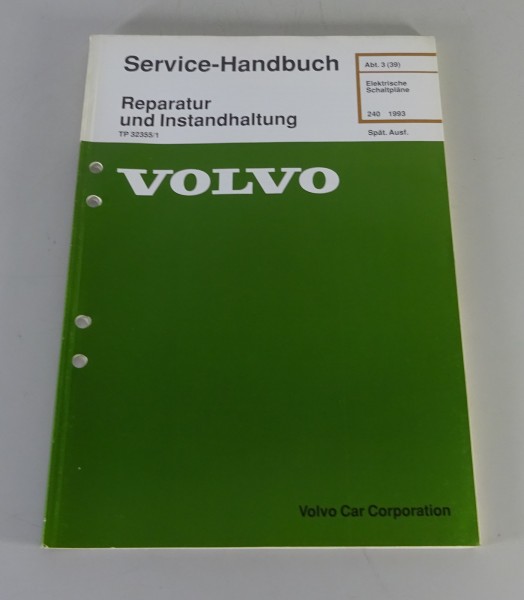 Service-Handbuch
Reparatur
und Instandhaltung
TP 32355/1
Abt. 3 (39)
Elektrische
Schaltpläne
240 1993
Spät. Ausf.
VOLVO
Volvo Car Corporation